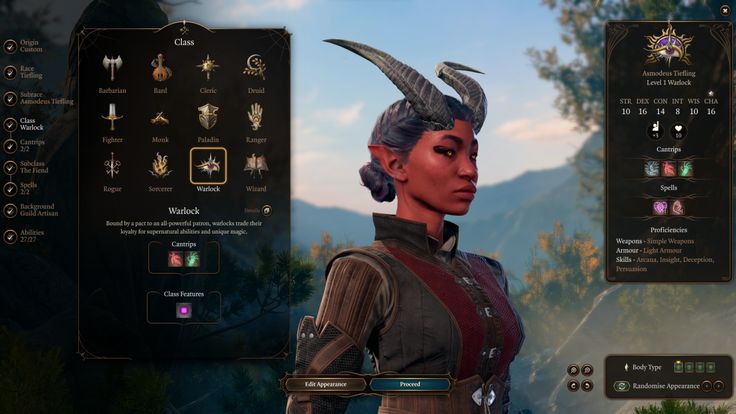 Origin
Custom
Race
Tiefling
Subrace
Asmodeus Tiefling
Class
Warlock
Cantrips
2/2
Subclass
The Fiend
Spells
2/2
Background
Guild Artisan
Abilities
27/27
Class
Barbarian
Bard
Cleric
Druid
Fighter
Monk
Paladin
Ranger
Rogue
Sorcerer
Warlock
Wizard
Warlock
Details
Bound by a pact to an all-powerful patron, warlocks trade their
loyalty for supernatural abilities and unique magic.
Cantrips
Class Features
Edit Appearance
Proceed
Asmodeus Tiefling
Level 1 Warlock
STR DEX CON INT WIS CHA
10 16 14 8 10 16
+3
10
Cantrips
Spells
Proficiencies
Weapons - Simple Weapons
Armour - Light Armour
Skills - Arcana, Insight, Deception,
Persuasion
Body Type
Randomise Appearance